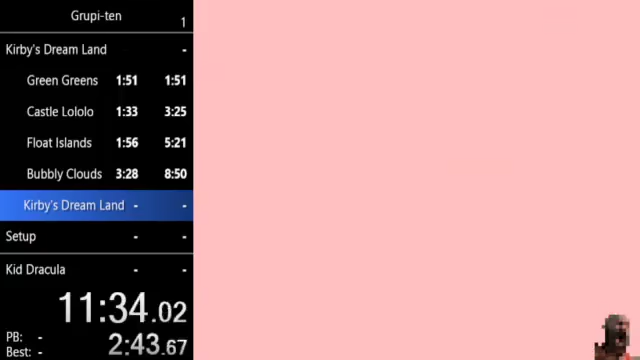 Grupi-ten
1
Kirby's Dream Land -
Green Greens 1:51 1:51
Castle Lololo 1:33 3:25
Float Islands 1:56 5:21
Bubbly Clouds 3:28 8:50
Kirby's Dream Land - -
Setup - -
Kid Dracula - -
11:34.02
PB: -
Best: - 2:43.67